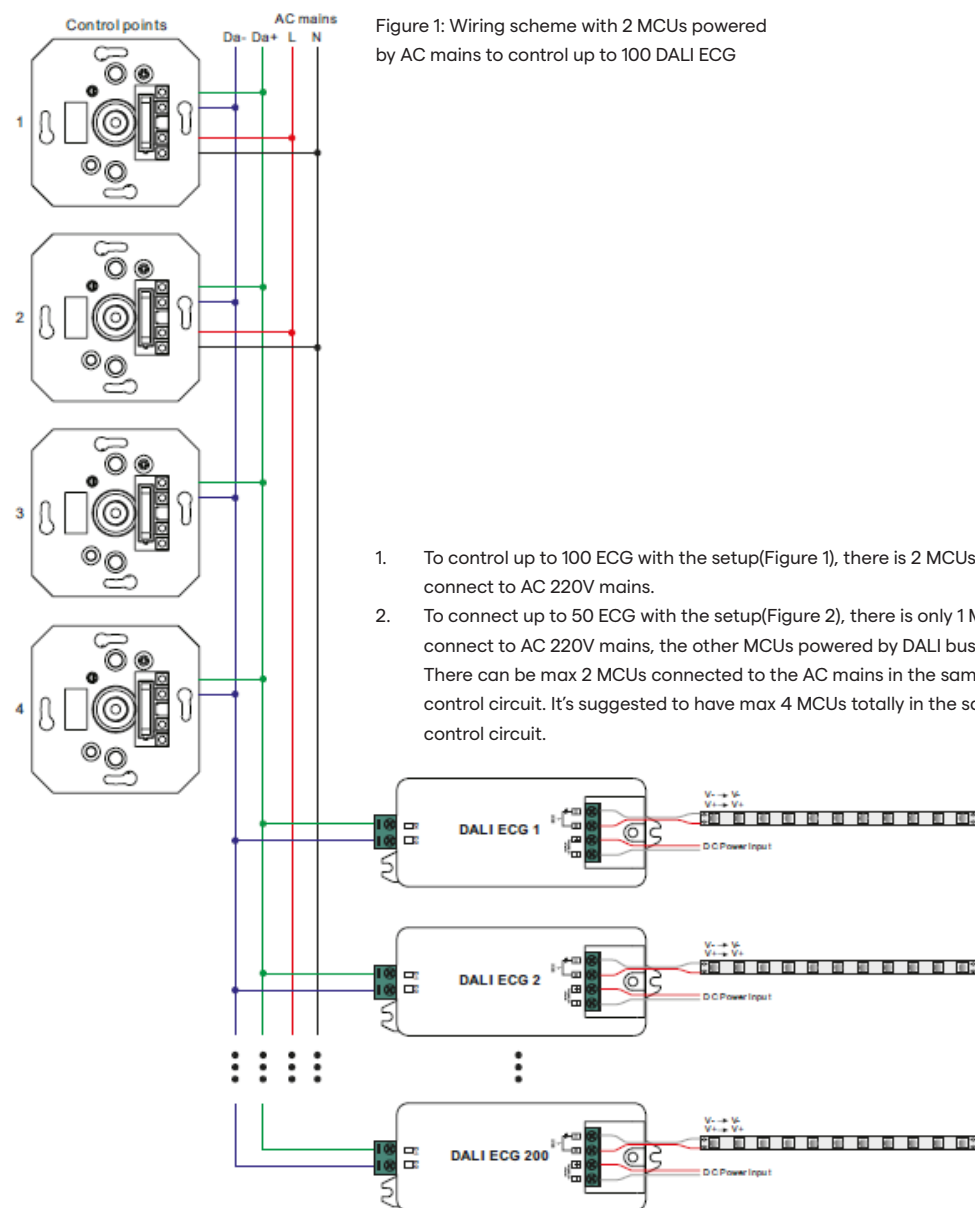 Control points
AC mains
Da- Da+ L N
Figure 1: Wiring scheme with 2 MCUs powered
by AC mains to control up to 100 DALI ECG
1
2
3
4
1. To control up to 100 ECG with the setup(Figure 1), there is 2 MCUs
connect to AC 220V mains.
2. To connect up to 50 ECG with the setup(Figure 2), there is only 1 M
connect to AC 220V mains, the other MCUs powered by DALI bus
There can be max 2 MCUs connected to the AC mains in the sam
control circuit. It's suggested to have max 4 MCUs totally in the sa
control circuit.
DALI ECG 1
V- → V-
V+ → V+
DC Power Input
DALI ECG 2
V- → V-
V+ → V+
DC Power Input
DALI ECG 200
V- → V-
V+ → V+
DC Power Input